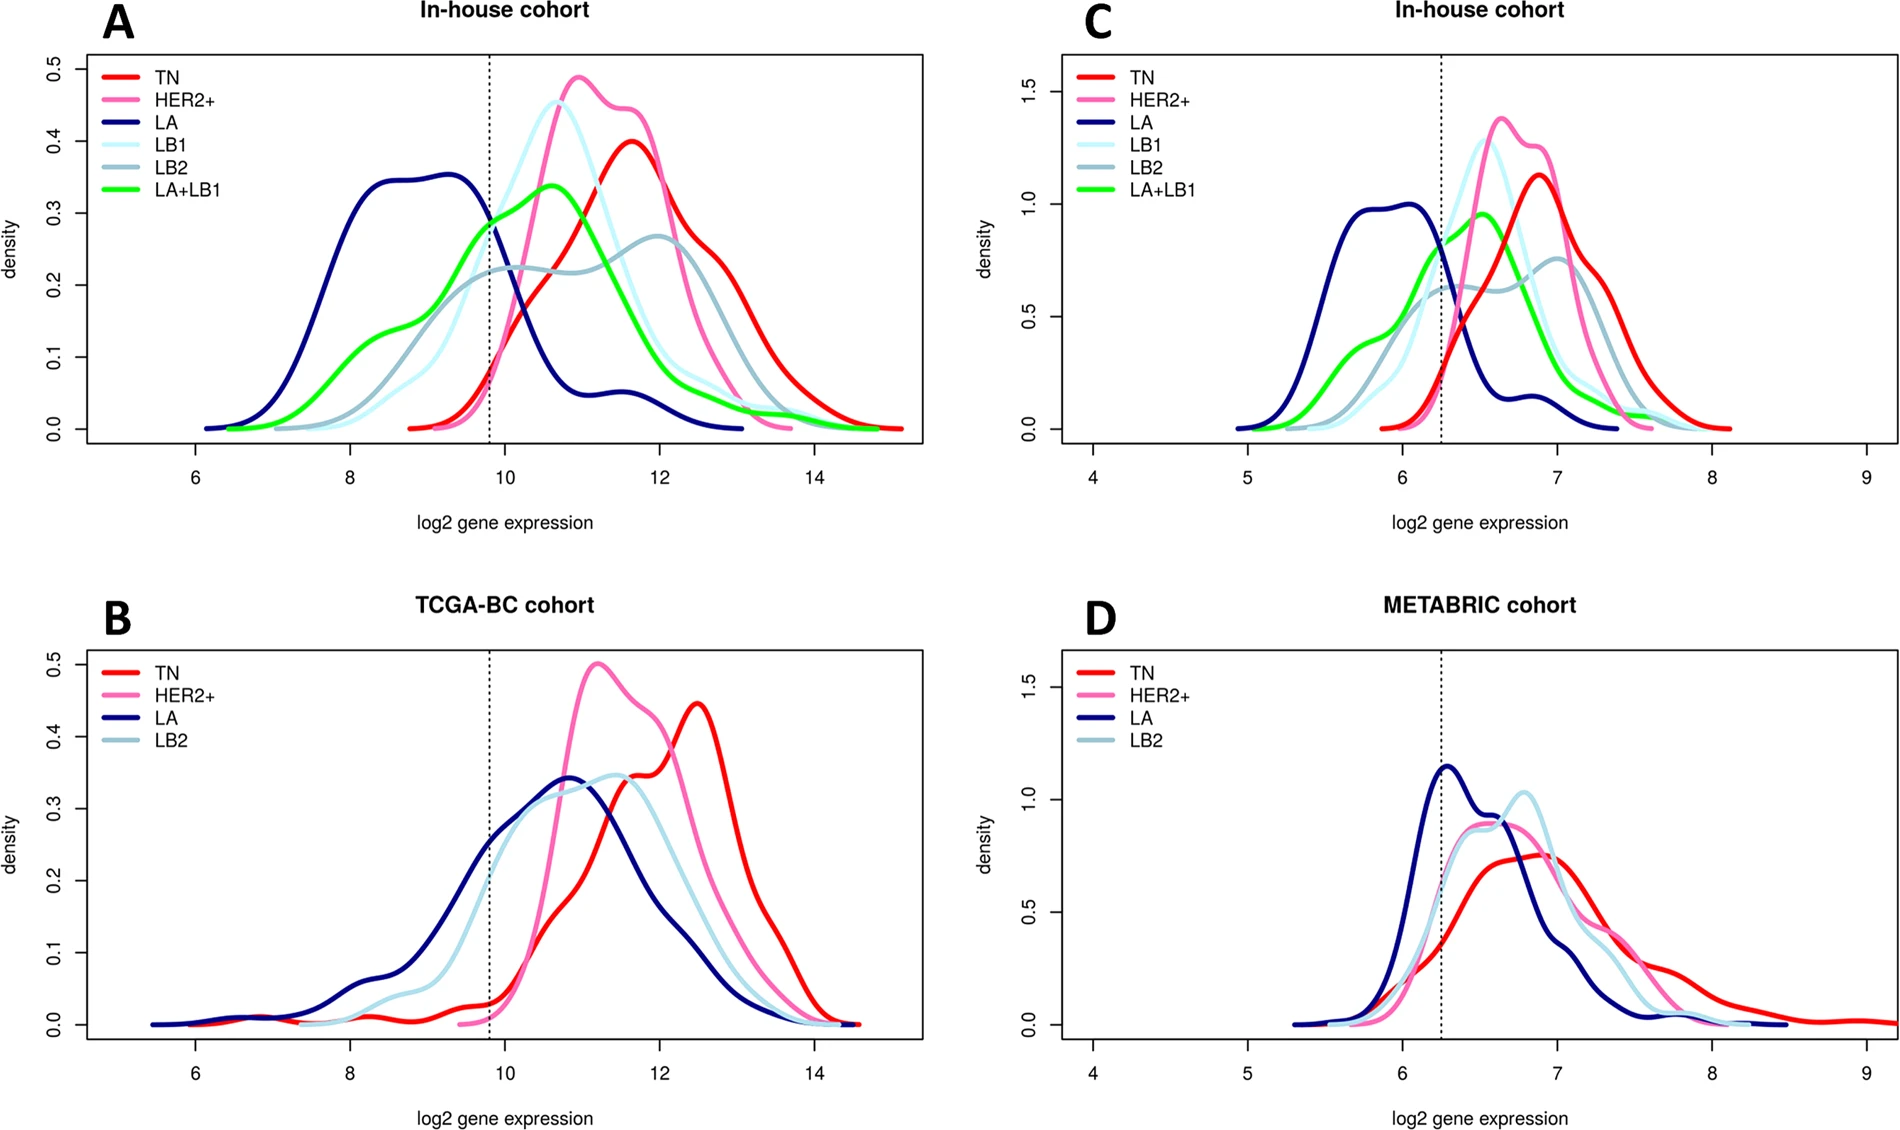 A
In-house cohort
TN
HER2+
LA
LB1
LB2
LA+LB1
density
0.0 0.1 0.2 0.3 0.4 0.5
6 8 10 12 14
log2 gene expression
C
In-house cohort
TN
HER2+
LA
LB1
LB2
LA+LB1
density
0.0 0.5 1.0 1.5
4 5 6 7 8 9
log2 gene expression
B
TCGA-BC cohort
TN
HER2+
LA
LB2
density
0.0 0.1 0.2 0.3 0.4 0.5
6 8 10 12 14
log2 gene expression
D
METABRIC cohort
TN
HER2+
LA
LB2
density
0.0 0.5 1.0 1.5
4 5 6 7 8 9
log2 gene expression